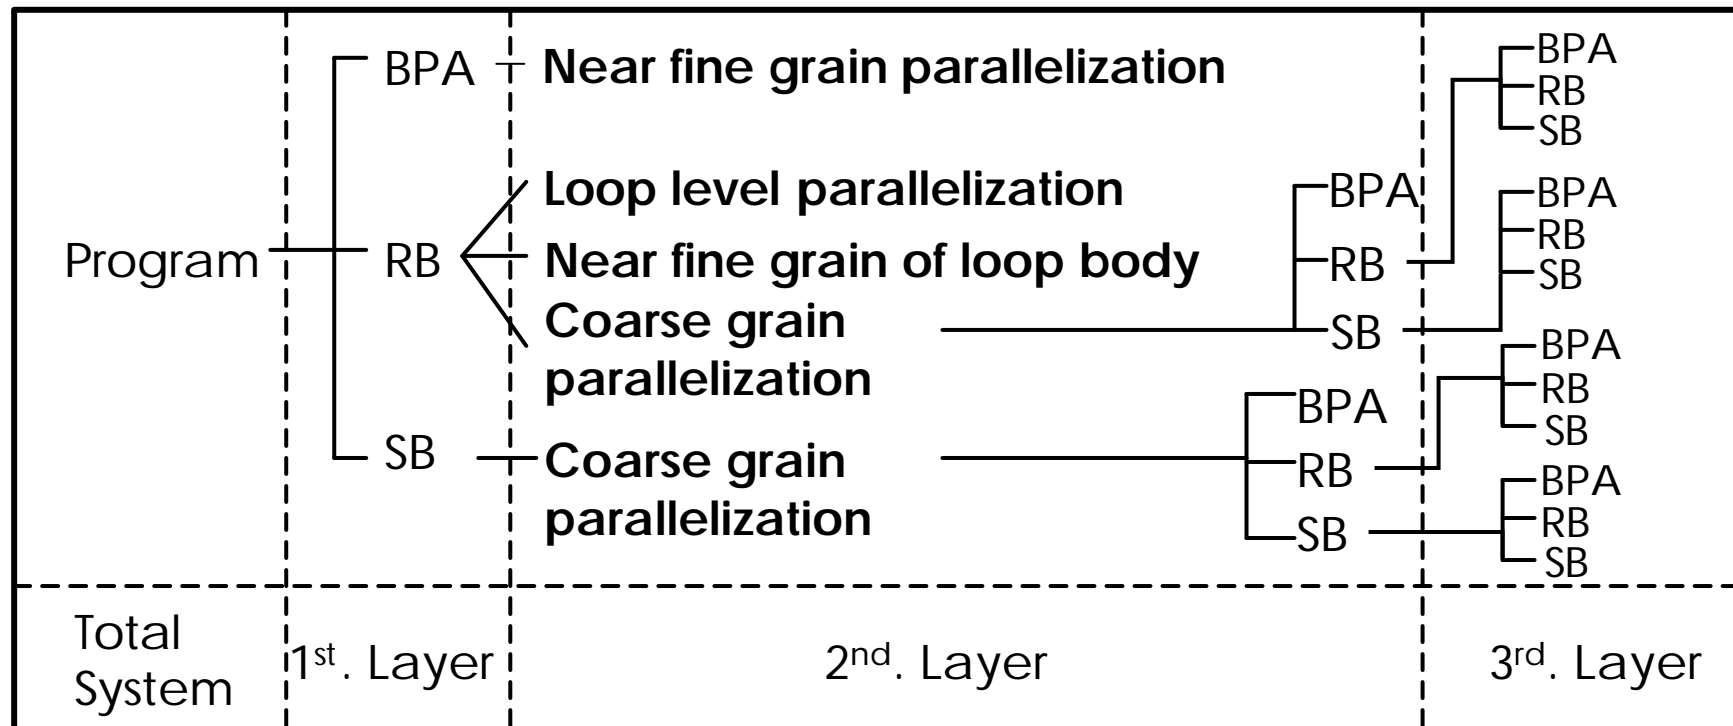 BPA
BPA Near fine grain parallelization
RB
SB
Loop level parallelization
BPA
BPA
RB
Program
RB
Near fine grain of loop body
RB
SB
Coarse grain
parallelization
SB
BPA
RB
BPA
SB
SB
Coarse grain
parallelization
RB
BPA
SB
RB
SB
Total
System
1st. Layer
2nd. Layer
3rd. Layer